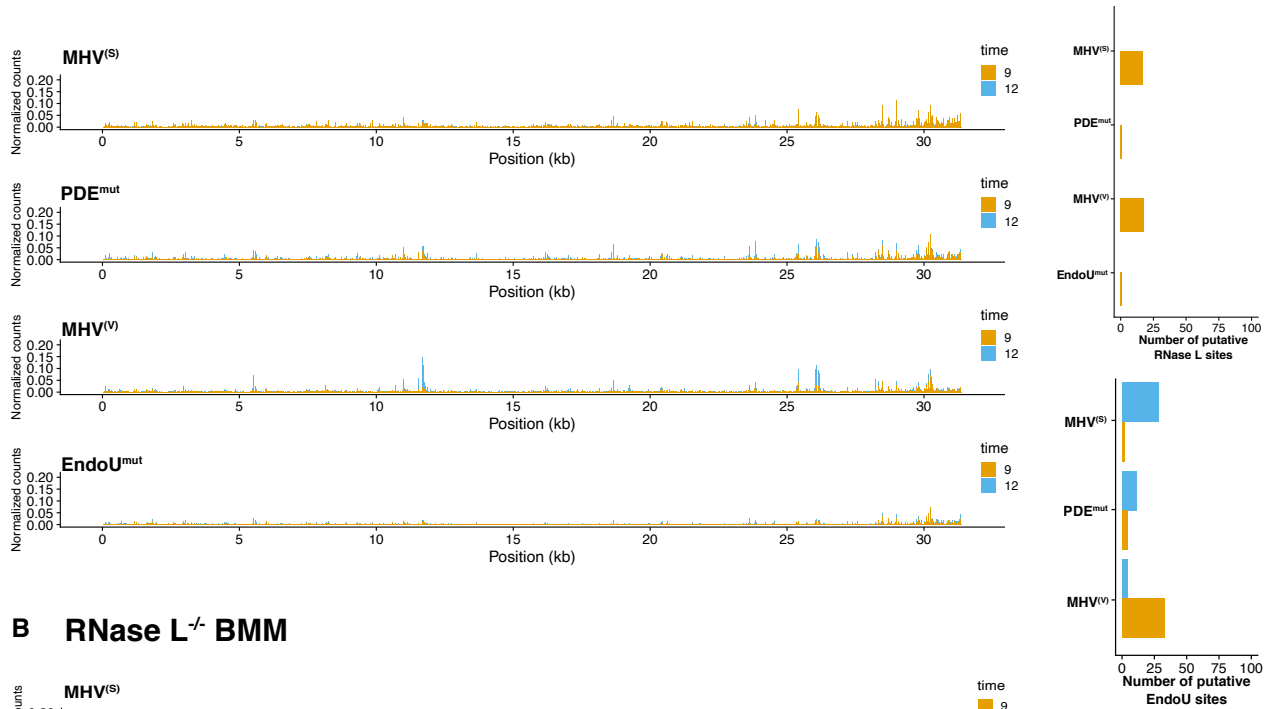 MHV(S)
Normalized counts
0.20
0.15
0.10
0.05
0.00
0 5 10 15 20 25 30
Position (kb)
time
9
12
PDEmut
Normalized counts
0.20
0.15
0.10
0.05
0.00
0 5 10 15 20 25 30
Position (kb)
time
9
12
MHV(V)
Normalized counts
0.20
0.15
0.10
0.05
0.00
0 5 10 15 20 25 30
Position (kb)
time
9
12
EndoUmut
Normalized counts
0.20
0.15
0.10
0.05
0.00
0 5 10 15 20 25 30
Position (kb)
time
9
12
MHV(S)
PDEmut
MHV(V)
EndoUmut
0 25 50 75 100
Number of putative
RNase L sites
MHV(S)
PDEmut
MHV(V)
0 25 50 75 100
Number of putative
EndoU sites
B RNase L-/- BMM
MHV(S)
time
9